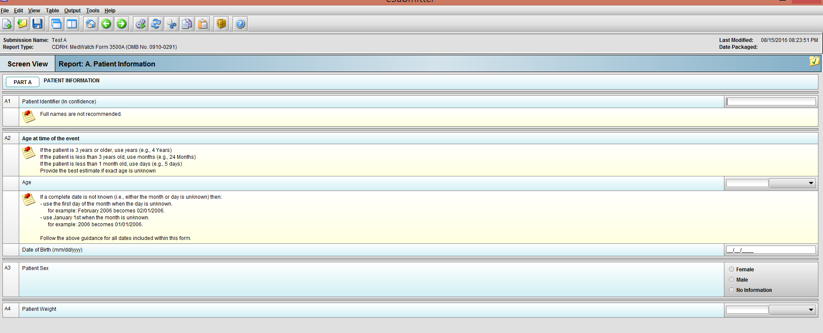 eSubmitter
File Edit View Table Output Tools Help
Submission Name: Test A
Last Modified: 08/15/2016 08:23:51 PM
Report Type: CDRH: MedWatch Form 3500A (OMB No. 0910-0291)
Date Packaged:
Screen View
Report: A. Patient Information
PART A
PATIENT INFORMATION
A1
Patient Identifier (In confidence)
Full names are not recommended.
A2
Age at time of the event
If the patient is 3 years or older, use years (e.g., 4 Years)
If the patient is less than 3 years old, use months (e.g., 24 Months)
If the patient is less than 1 month old, use days (e.g., 5 days)
Provide the best estimate if exact age is unknown
Age
If a complete date is not known (i.e., either the month or day is unknown) then:
- use the first day of the month when the day is unknown.
for example: February 2006 becomes 02/01/2006.
- use January 1st when the month is unknown.
for example: 2006 becomes 01/01/2006.
Follow the above guidance for all dates included within this form.
Date of Birth (mm/dd/yyyy)
__/__/____
A3
Patient Sex
Female
Male
No Information
A4
Patient Weight